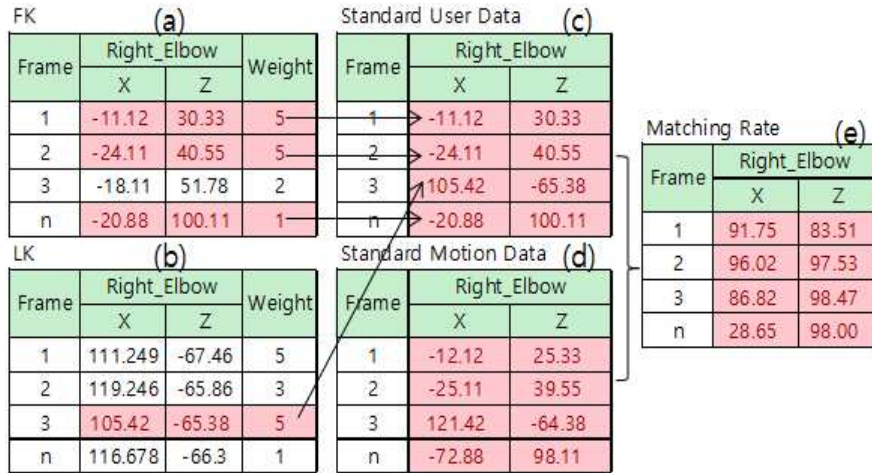 FK (a)
Frame Right_Elbow Weight
X Z
1 -11.12 30.33 5
2 -24.11 40.55 5
3 -18.11 51.78 2
n -20.88 100.11 1
LK (b)
Frame Right_Elbow Weight
X Z
1 111.249 -67.46 5
2 119.246 -65.86 3
3 105.42 -65.38 5
n 116.678 -66.3 1
Standard User Data (c)
Frame Right_Elbow
X Z
1 -11.12 30.33
2 -24.11 40.55
3 105.42 -65.38
n -20.88 100.11
Standard Motion Data (d)
Frame Right_Elbow
X Z
1 -12.12 25.33
2 -25.11 39.55
3 121.42 -64.38
n -72.88 98.11
Matching Rate (e)
Frame Right_Elbow
X Z
1 91.75 83.51
2 96.02 97.53
3 86.82 98.47
n 28.65 98.00